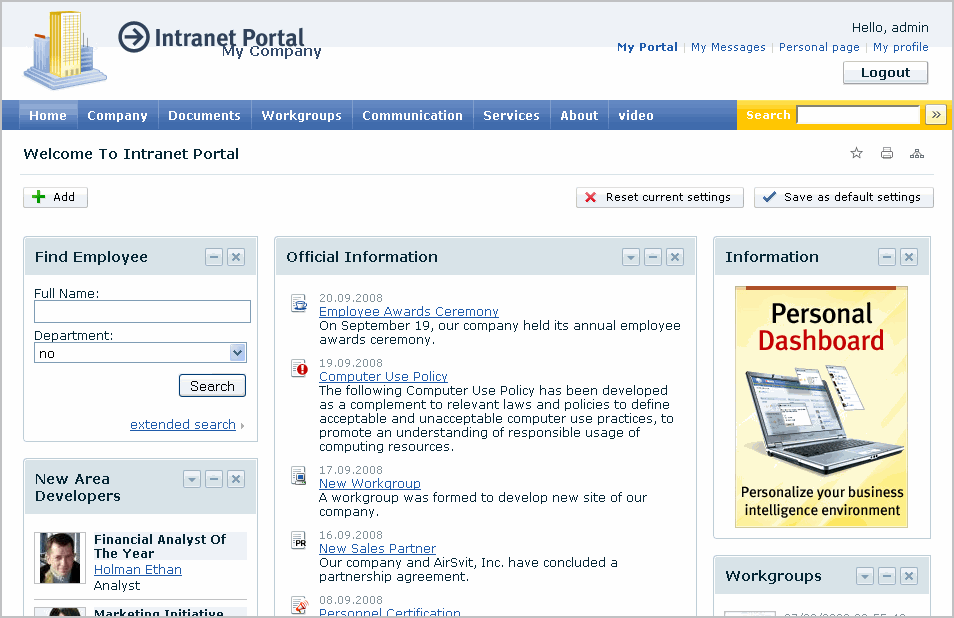 Intranet Portal
My Company
Hello, admin
My Portal | My Messages | Personal page | My profile
Logout
Home Company Documents Workgroups Communication Services About video Search »
Welcome To Intranet Portal
Add Reset current settings Save as default settings
Find Employee
Full Name:
Department:
no
Search
extended search
New Area
Developers
Financial Analyst Of
The Year
Holman Ethan
Analyst
Marketing Initiative
Official Information
20.09.2008
Employee Awards Ceremony
On September 19, our company held its annual employee
awards ceremony.
19.09.2008
Computer Use Policy
The following Computer Use Policy has been developed
as a complement to relevant laws and policies to define
acceptable and unacceptable computer use practices, to
promote an understanding of responsible usage of
computing resources.
17.09.2008
New Workgroup
A workgroup was formed to develop new site of our
company.
PR
16.09.2008
New Sales Partner
Our company and AirSvit, Inc. have concluded a
partnership agreement.
08.09.2008
Personnel Certification
Information
Personal
Dashboard
Personalize your business
intelligence environment
Workgroups